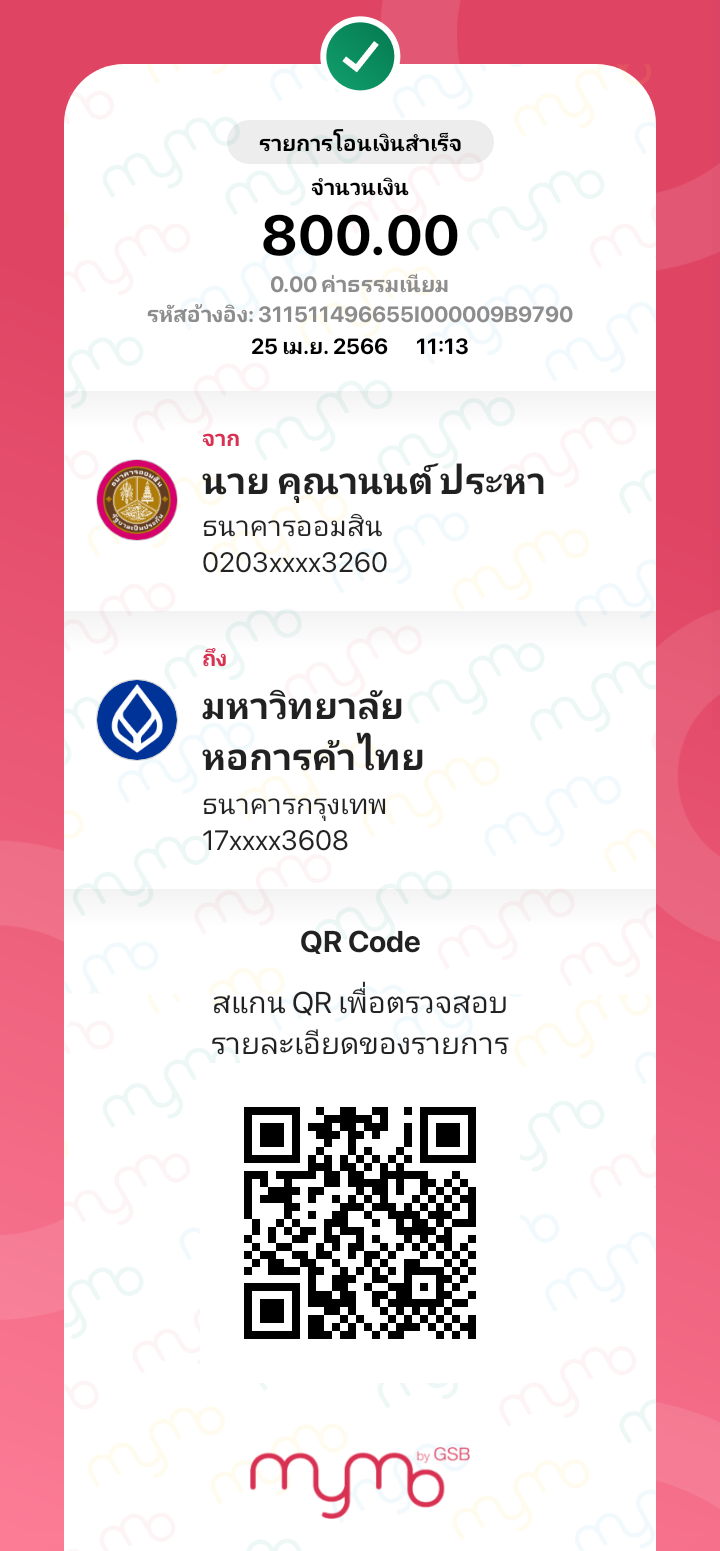 รายการโอนเงินสำเร็จ
จำนวนเงิน
800.00
0.00 ค่าธรรมเนียม
รหัสอ้างอิง: 311511496655I000009B9790
25 เม.ย. 2566 11:13
จาก
นาย คุณานนต์ ประหา
ธนาคารออมสิน
0203xxxx3260
ถึง
มหาวิทยาลัย
หอการค้าไทย
ธนาคารกรุงเทพ
17xxxx3608
QR Code
สแกน QR เพื่อตรวจสอบ
รายละเอียดของรายการ
mymo by GSB